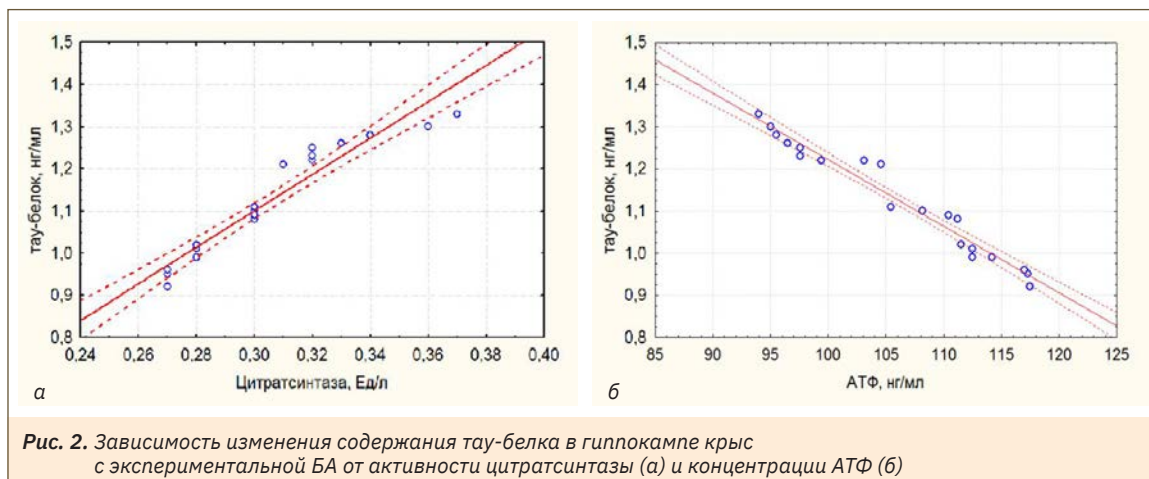 1,5
1,4
1,3
1,2
1,1
1,0
0,9
0,8
тау-белок, нг/мл
0,24 0,26 0,28 0,30 0,32 0,34 0,36 0,38 0,40
Цитратсинтаза, Ед/л
а
1,5
1,4
1,3
1,2
1,1
1,0
0,9
0,8
тау-белок, нг/мл
85 90 95 100 105 110 115 120 125
АТФ, нг/мл
б
Рис. 2. Зависимость изменения содержания тау-белка в гиппокампе крыс
с экспериментальной БА от активности цитратсинтазы (а) и концентрации АТФ (б)